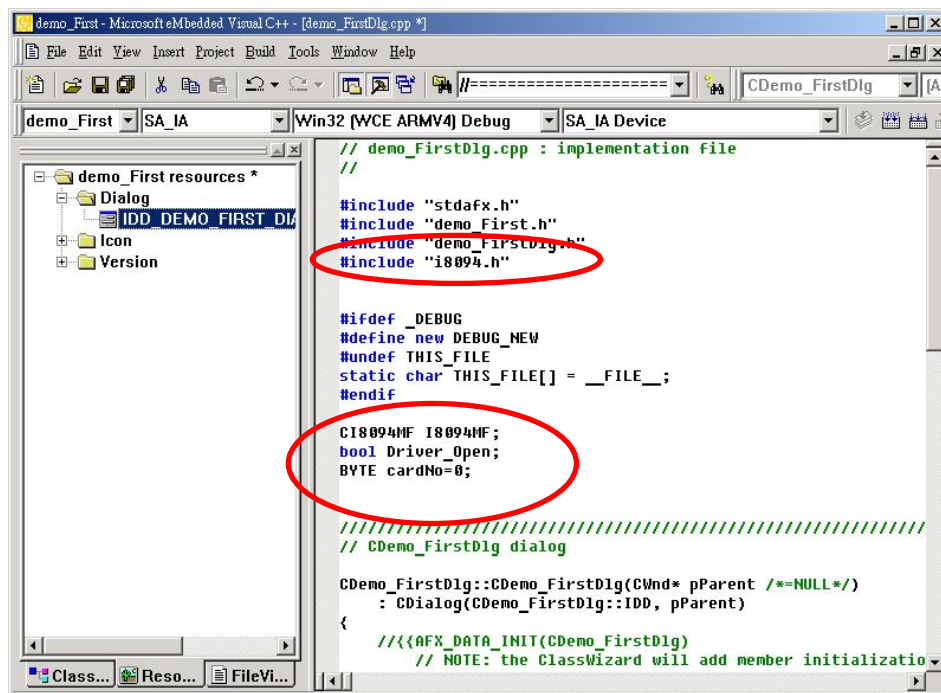 demo_First - Microsoft eMbedded Visual C++ - [demo_FirstDlg.cpp *]
File Edit View Insert Project Build Tools Window Help
//===================== CDemo_FirstDlg (A
demo_First SA_IA Win32 (WCE ARMV4) Debug SA_IA Device
demo_First resources *
Dialog
IDD_DEMO_FIRST_DIA
Icon
Version
Class... Reso... FileVi...
// demo_FirstDlg.cpp : implementation file
//
#include "stdafx.h"
#include "demo_First.h"
#include "demo_FirstDlg.h"
#include "i8094.h"
#ifdef _DEBUG
#define new DEBUG_NEW
#undef THIS_FILE
static char THIS_FILE[] = __FILE__;
#endif
CI8094MF I8094MF;
bool Driver_Open;
BYTE cardNo=0;
//////////////////////////////////////////////////////////////
// CDemo_FirstDlg dialog
CDemo_FirstDlg::CDemo_FirstDlg(CWnd* pParent /*=NULL*/)
: CDialog(CDemo_FirstDlg::IDD, pParent)
{
//{{AFX_DATA_INIT(CDemo_FirstDlg)
// NOTE: the ClassWizard will add member initializatio